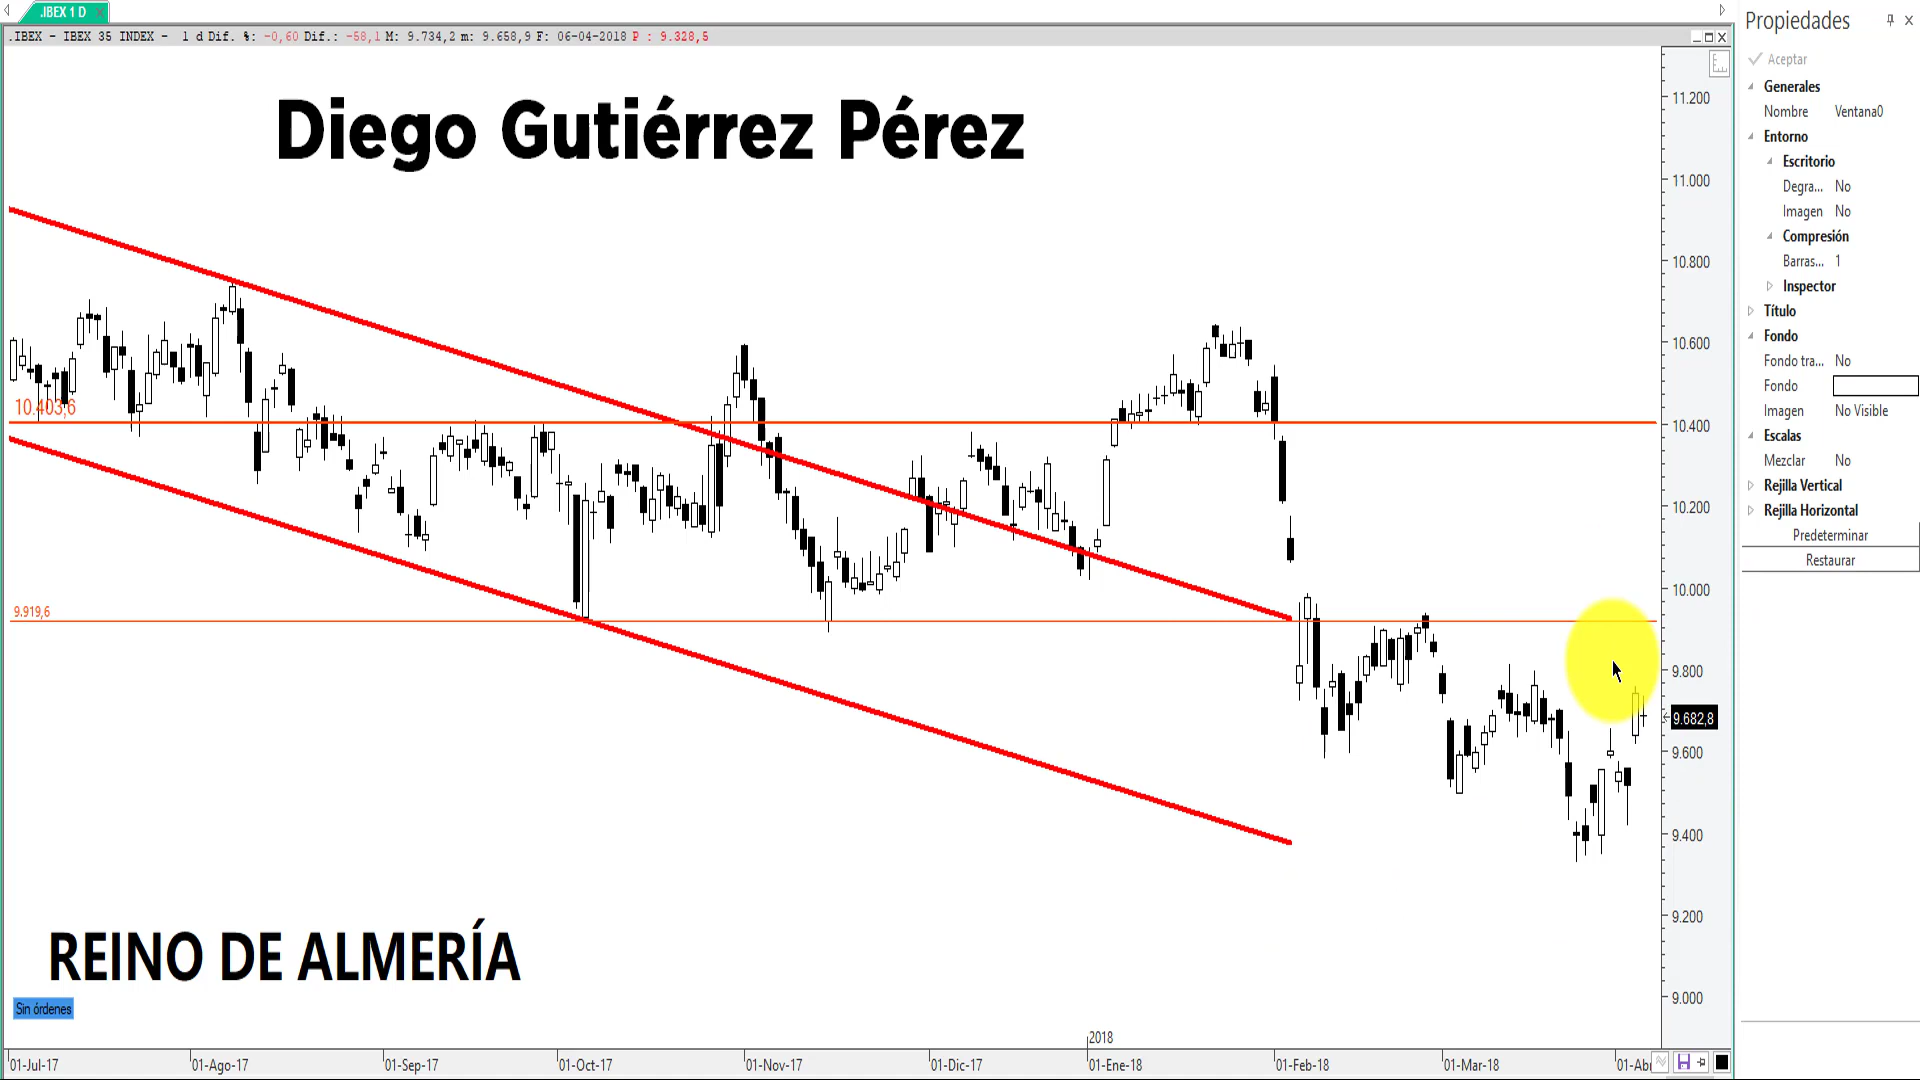 .IBEX 1 D
.IBEX - IBEX 35 INDEX - 1 d Dif. %: -0,60 Dif.: -58,1 M: 9.734,2 m: 9.658,9 F: 06-04-2018 P : 9.328,5
Diego Gutiérrez Pérez
10.403,6
9.919,6
REINO DE ALMERÍA
Sin órdenes
11.200
11.000
10.800
10.600
10.400
10.200
10.000
9.800
9.682,8
9.600
9.400
9.200
9.000
2018
01-Jul-17
01-Ago-17
01-Sep-17
01-Oct-17
01-Nov-17
01-Dic-17
01-Ene-18
01-Feb-18
01-Mar-18
01-Ab
Propiedades
Aceptar
Generales
Nombre Ventana0
Entorno
Escritorio
Degra... No
Imagen No
Compresión
Barras... 1
Inspector
Título
Fondo
Fondo tra... No
Fondo
Imagen No Visible
Escalas
Mezclar No
Rejilla Vertical
Rejilla Horizontal
Predeterminar
Restaurar